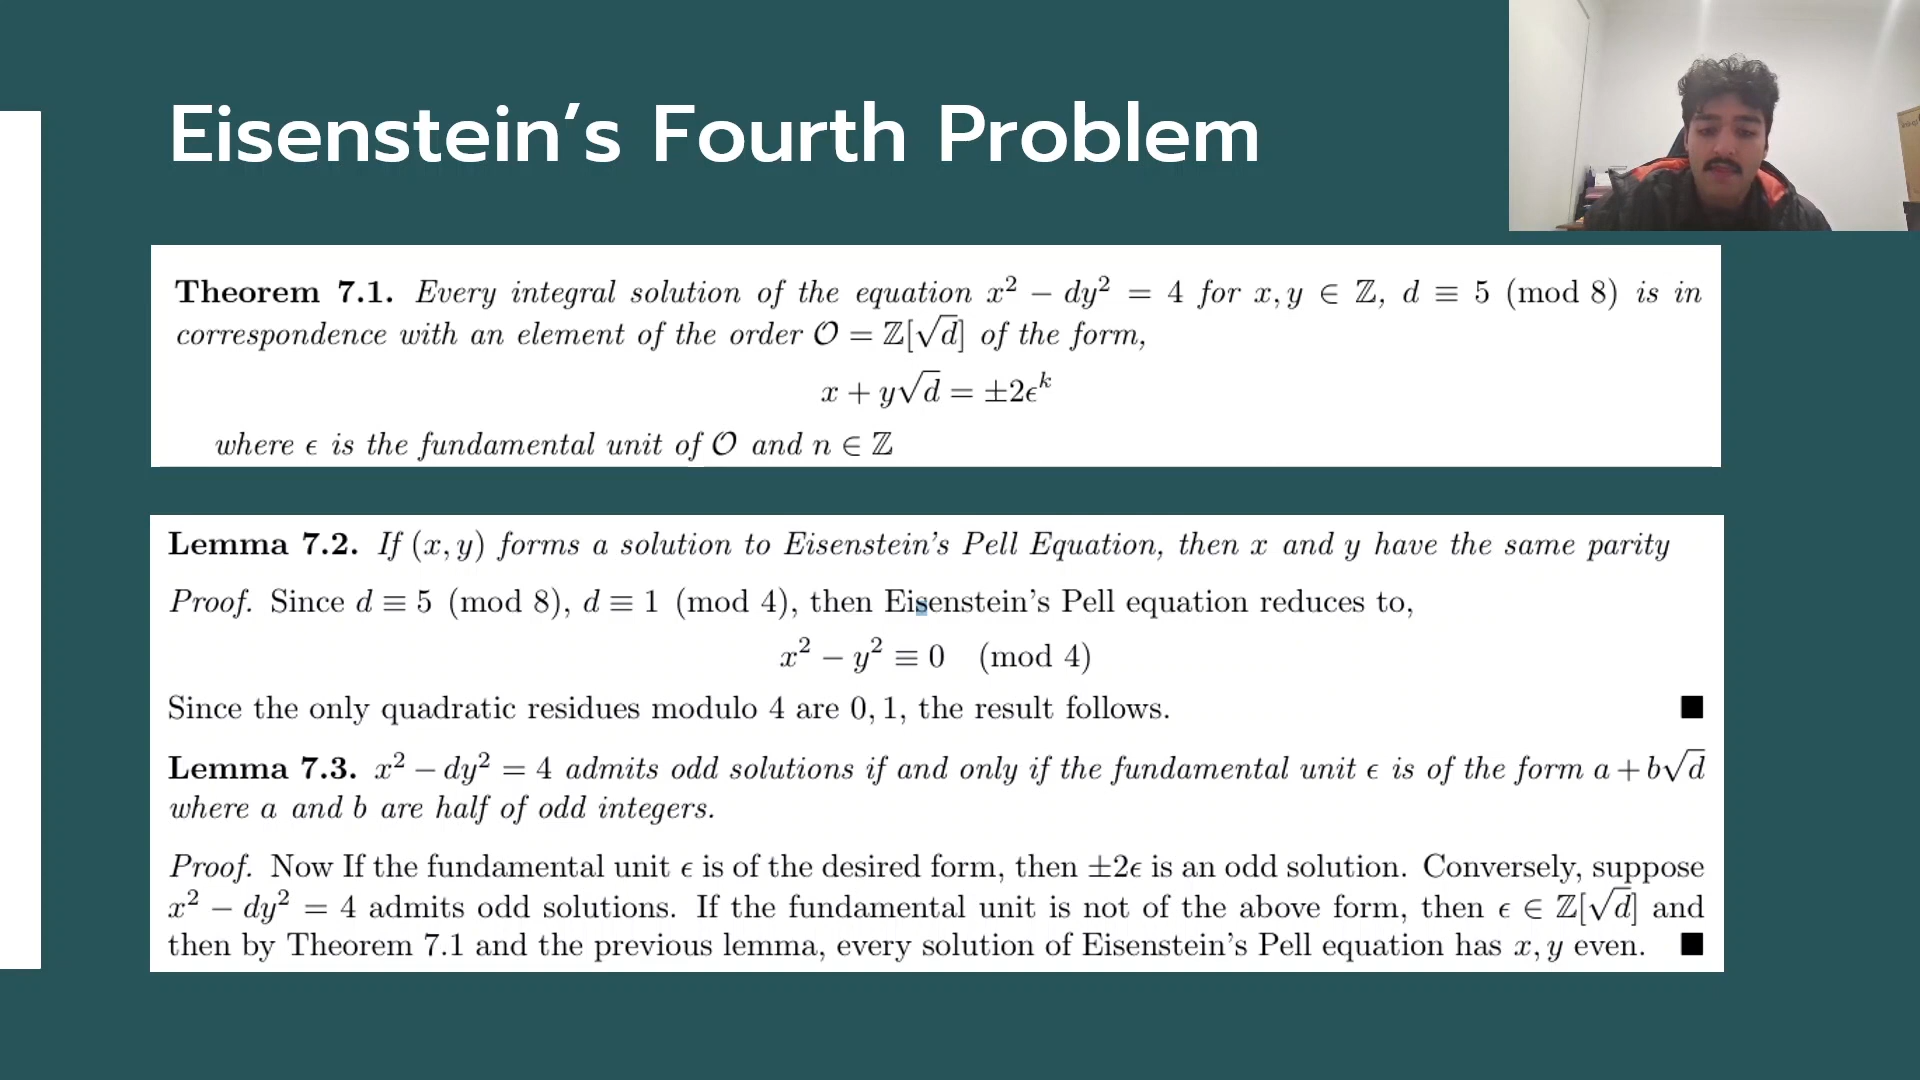 Eisenstein’s Fourth Problem
Theorem 7.1. Every integral solution of the equation x² − dy² = 4 for x, y ∈ ℤ, d ≡ 5 (mod 8) is in
correspondence with an element of the order 𝒪 = ℤ[√d] of the form,
x + y√d = ±2ϵᵏ
where ϵ is the fundamental unit of 𝒪 and n ∈ ℤ
Lemma 7.2. If (x, y) forms a solution to Eisenstein’s Pell Equation, then x and y have the same parity
Proof. Since d ≡ 5 (mod 8), d ≡ 1 (mod 4), then Eisenstein’s Pell equation reduces to,
x² − y² ≡ 0 (mod 4)
Since the only quadratic residues modulo 4 are 0, 1, the result follows. ■
Lemma 7.3. x² − dy² = 4 admits odd solutions if and only if the fundamental unit ϵ is of the form a + b√d
where a and b are half of odd integers.
Proof. Now If the fundamental unit ϵ is of the desired form, then ±2ϵ is an odd solution. Conversely, suppose
x² − dy² = 4 admits odd solutions. If the fundamental unit is not of the above form, then ϵ ∈ ℤ[√d] and
then by Theorem 7.1 and the previous lemma, every solution of Eisenstein’s Pell equation has x, y even. ■